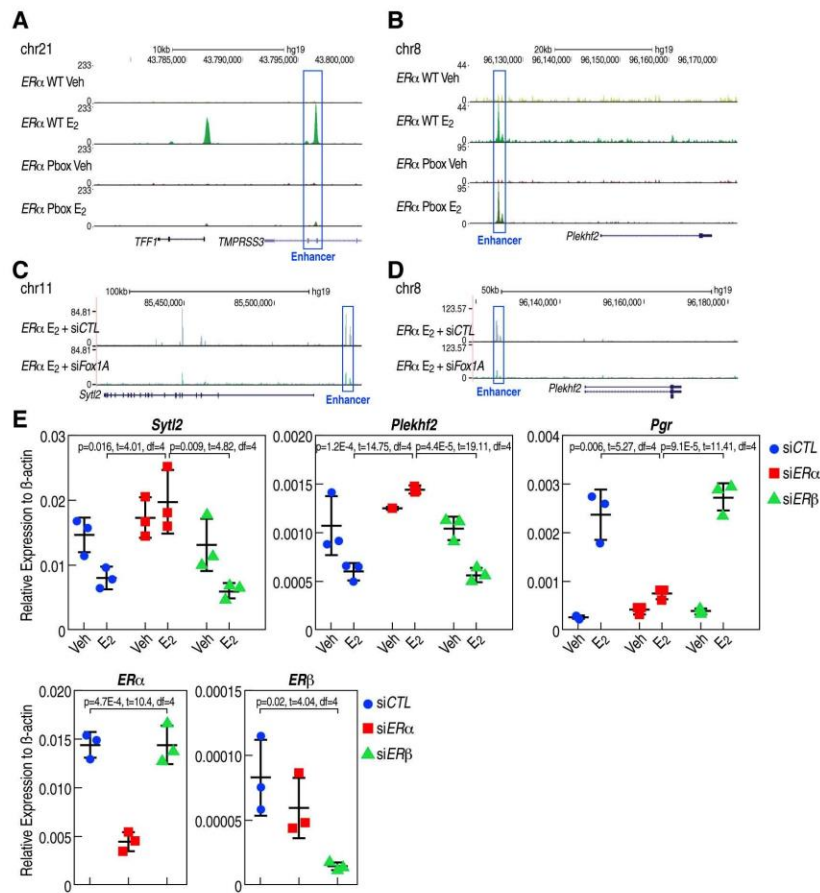 A
chr21
10kb hg19
43.785,000 43.790,000 43.795,000 43.800,000
233
ERα WT Veh
0
233
ERα WT E2
0
233
ERα Pbox Veh
0
233
ERα Pbox E2
0
TFF1 TMPRSS3
Enhancer
B
chr8
20kb hg19
96,130,000 96,140,000 96,150,000 96,160,000 96,170,000
44
ERα WT Veh
0
44
ERα WT E2
0
95
ERα Pbox Veh
0
95
ERα Pbox E2
0
Enhancer Plekhf2
C
chr11
100kb hg19
85,450,000 85,500,000
84.81
ERα E2 + siCTL
0
84.81
ERα E2 + siFox1A
0
Sytl2
Enhancer
D
chr8
50kb hg19
96,140,000 96,160,000 96,180,000
123.57
ERα E2 + siCTL
0
123.57
ERα E2 + siFox1A
0
Enhancer Plekhf2
E
Sytl2
p=0.016, t=4.01, df=4 p=0.009, t=4.82, df=4
Relative Expression to ß-actin
0.03
0.02
0.01
0
Veh E2 Veh E2 Veh E2
Plekhf2
p=1.2E-4, t=14.75, df=4 p=4.4E-5, t=19.11, df=4
0.0020
0.0015
0.0010
0.0005
0
Veh E2 Veh E2 Veh E2
Pgr
p=0.006, t=5.27, df=4 p=9.1E-5, t=11.41, df=4
0.004
0.003
0.002
0.001
0
Veh E2 Veh E2 Veh E2
siCTL
siERα
siERβ
ERα
p=4.7E-4, t=10.4, df=4
Relative Expression to ß-actin
0.020
0.015
0.010
0.005
0
ERβ
p=0.02, t=4.04, df=4
0.00015
0.00010
0.00005
0
siCTL
siERα
siERβ